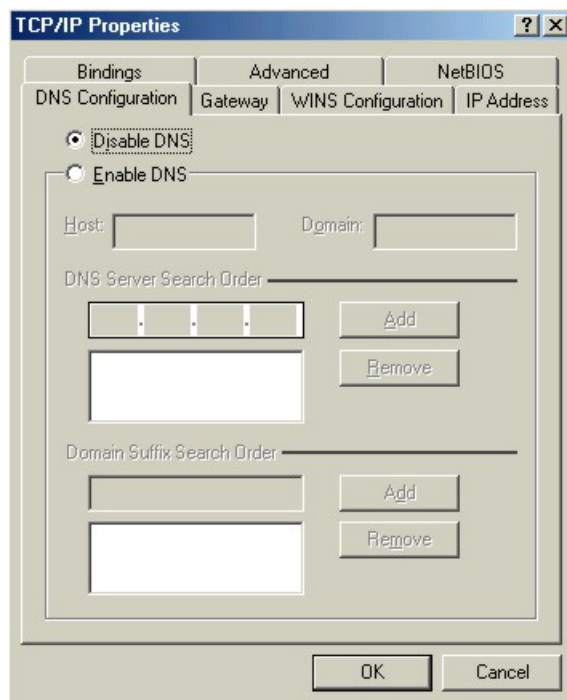 TCP/IP Properties
Bindings Advanced NetBIOS
DNS Configuration Gateway WINS Configuration IP Address
Disable DNS
Enable DNS
Host: Domain:
DNS Server Search Order
. . .
Add
Remove
Domain Suffix Search Order
Add
Remove
OK Cancel